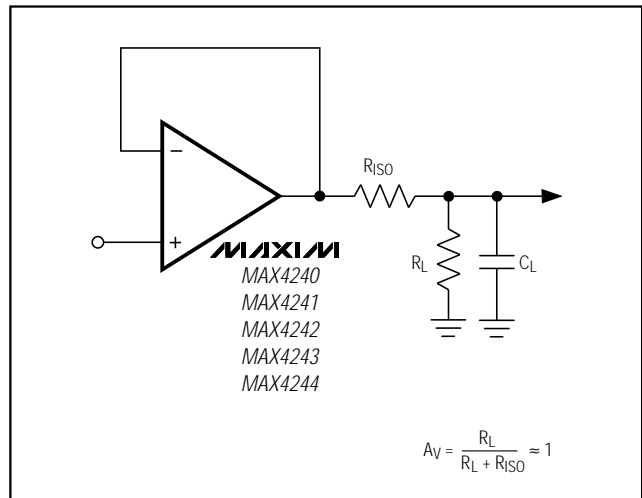 −
RISO
+
MAXIM
MAX4240
RL
CL
MAX4241
MAX4242
MAX4243
MAX4244
AV = RL / (RL + RISO) ≈ 1